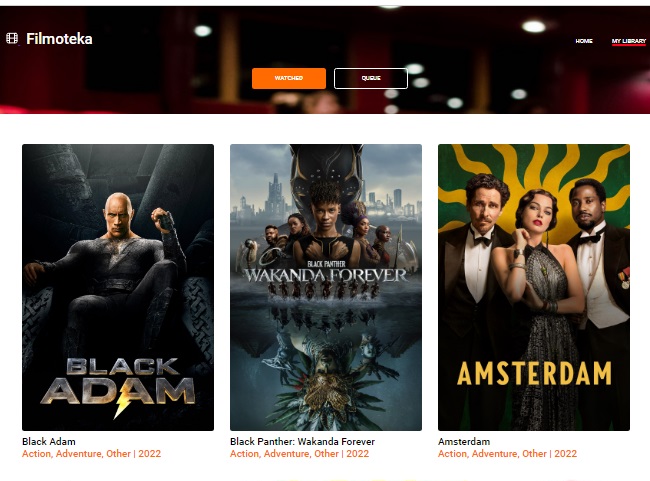 Filmoteka
HOME
MY LIBRARY
WATCHED
QUEUE
BLACK
ADAM
BLACK PANTHER
WAKANDA FOREVER
AMSTERDAM
Black Adam
Action, Adventure, Other | 2022
Black Panther: Wakanda Forever
Action, Adventure, Other | 2022
Amsterdam
Action, Adventure, Other | 2022